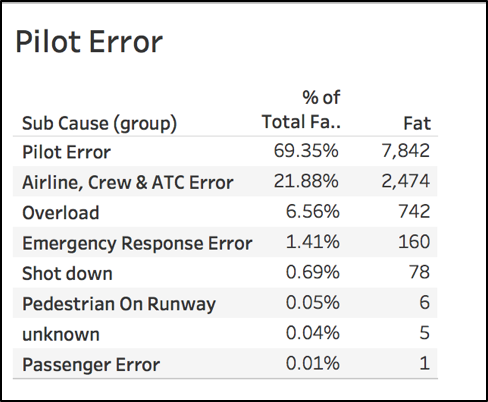 Pilot Error
% of
Sub Cause (group) Total Fa.. Fat
Pilot Error 69.35% 7,842
Airline, Crew & ATC Error 21.88% 2,474
Overload 6.56% 742
Emergency Response Error 1.41% 160
Shot down 0.69% 78
Pedestrian On Runway 0.05% 6
unknown 0.04% 5
Passenger Error 0.01% 1